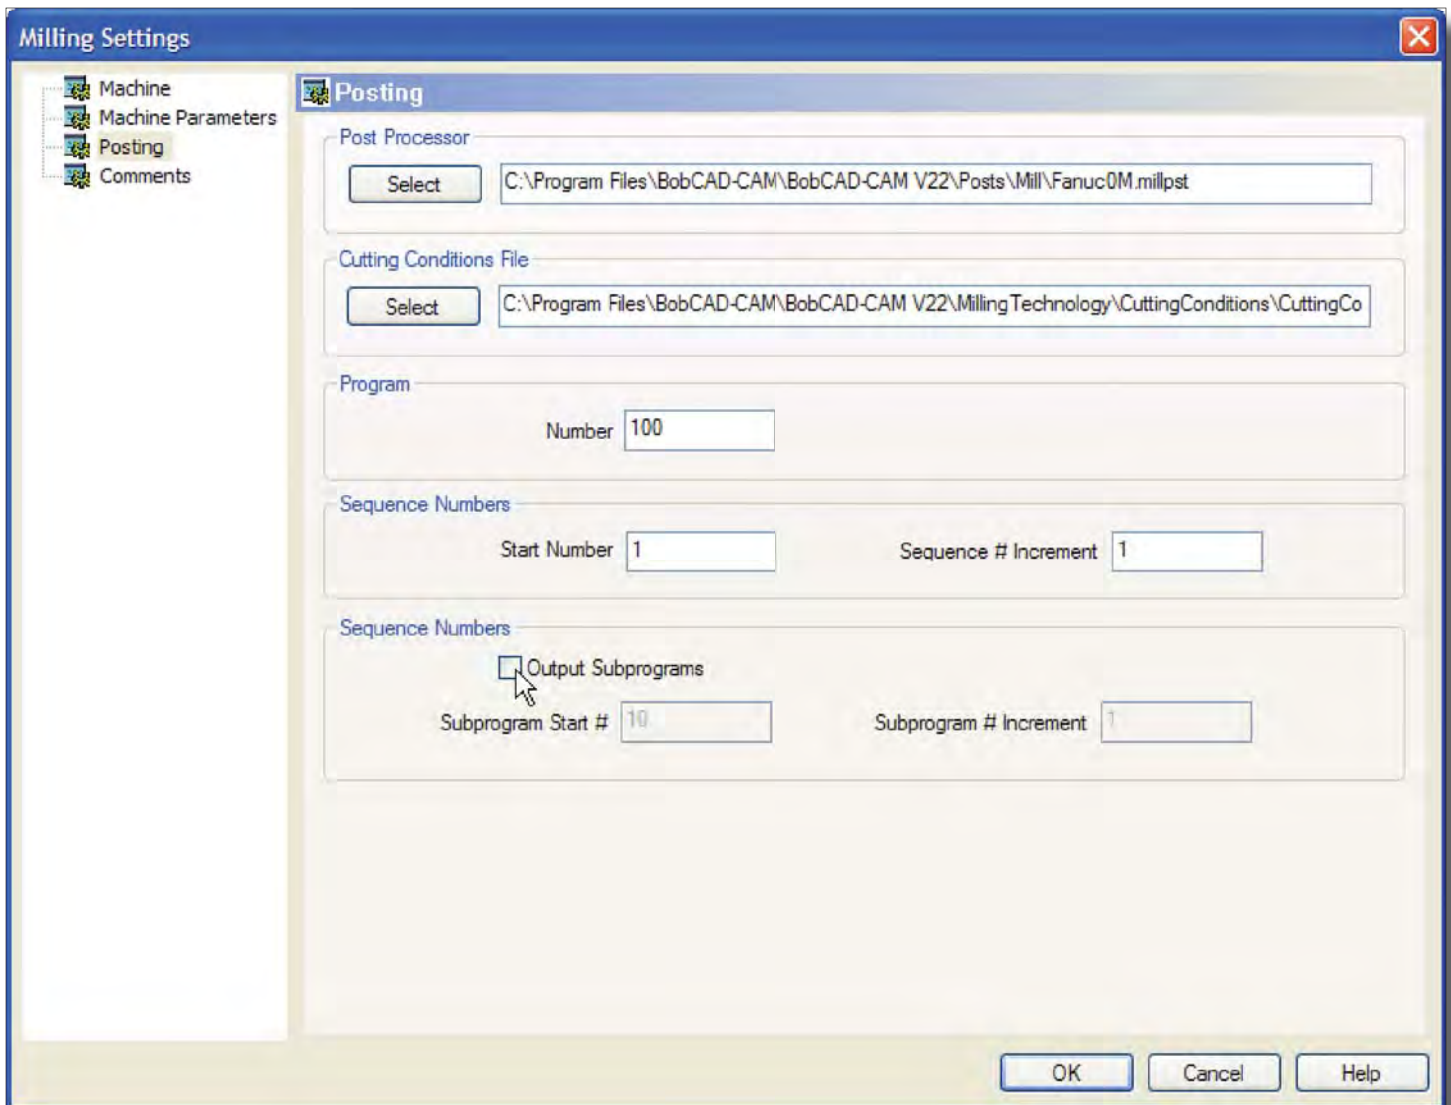 Milling Settings
Machine
Machine Parameters
Posting
Comments
Posting
Post Processor
Select C:\Program Files\BobCAD-CAM\BobCAD-CAM V22\Posts\Mill\Fanuc0M.millpst
Cutting Conditions File
Select C:\Program Files\BobCAD-CAM\BobCAD-CAM V22\MillingTechnology\CuttingConditions\CuttingCo
Program
Number 100
Sequence Numbers
Start Number 1 Sequence # Increment 1
Sequence Numbers
Output Subprograms
Subprogram Start # 10 Subprogram # Increment 1
OK Cancel Help